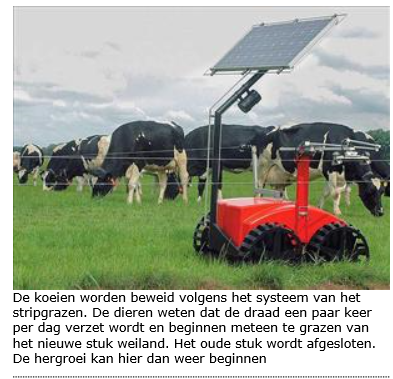 De koeien worden beweid volgens het systeem van het
stripgrazen. De dieren weten dat de draad een paar keer
per dag verzet wordt en beginnen meteen te grazen van
het nieuwe stuk weiland. Het oude stuk wordt afgesloten.
De hergroei kan hier dan weer beginnen